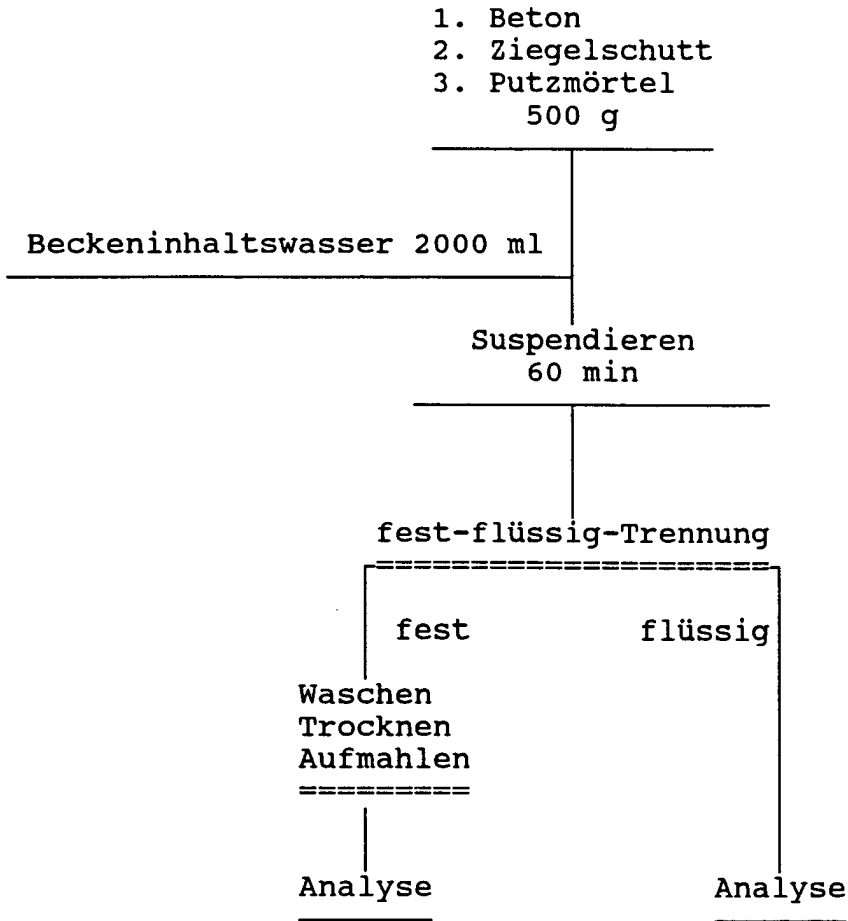 1. Beton
2. Ziegelschutt
3. Putzmörtel
500 g
Beckeninhaltswasser 2000 ml
Suspendieren
60 min
fest-flüssig-Trennung
=====================
fest flüssig
Waschen
Trocknen
Aufmahlen
=========
Analyse Analyse